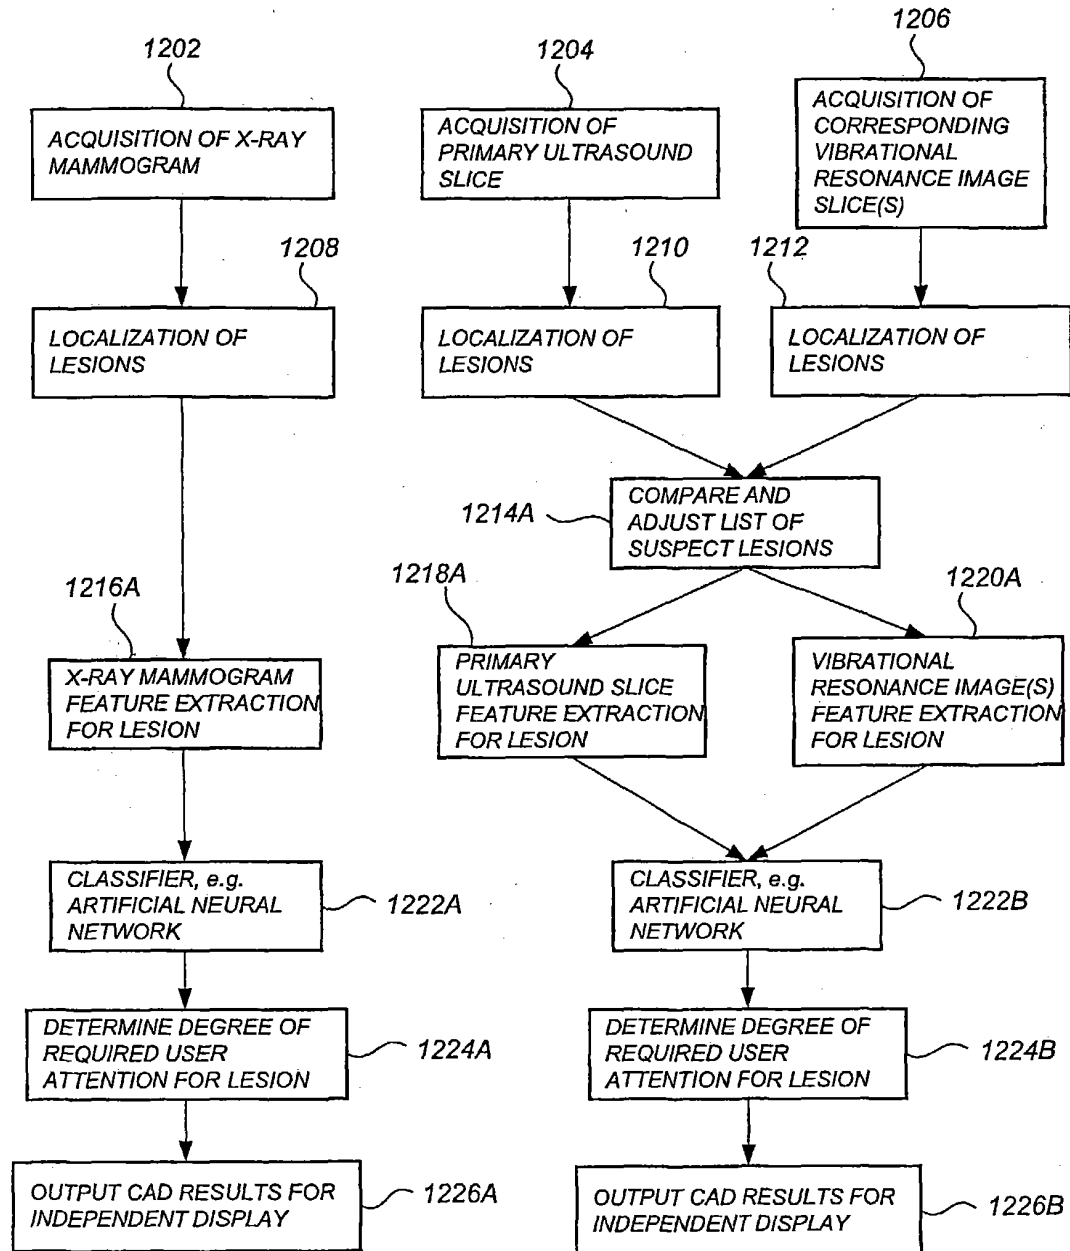 1202
1204
1206
ACQUISITION OF X-RAY
MAMMOGRAM
ACQUISITION OF
PRIMARY ULTRASOUND
SLICE
ACQUISITION OF
CORRESPONDING
VIBRATIONAL
RESONANCE IMAGE
SLICE(S)
1208
1210
1212
LOCALIZATION OF
LESIONS
LOCALIZATION OF
LESIONS
LOCALIZATION OF
LESIONS
1214A
COMPARE AND
ADJUST LIST OF
SUSPECT LESIONS
1216A
1218A
1220A
X-RAY MAMMOGRAM
FEATURE EXTRACTION
FOR LESION
PRIMARY
ULTRASOUND SLICE
FEATURE EXTRACTION
FOR LESION
VIBRATIONAL
RESONANCE IMAGE(S)
FEATURE EXTRACTION
FOR LESION
CLASSIFIER, e.g.
ARTIFICIAL NEURAL
NETWORK
1222A
CLASSIFIER, e.g.
ARTIFICIAL NEURAL
NETWORK
1222B
DETERMINE DEGREE OF
REQUIRED USER
ATTENTION FOR LESION
1224A
DETERMINE DEGREE OF
REQUIRED USER
ATTENTION FOR LESION
1224B
OUTPUT CAD RESULTS FOR
INDEPENDENT DISPLAY
1226A
OUTPUT CAD RESULTS FOR
INDEPENDENT DISPLAY
1226B